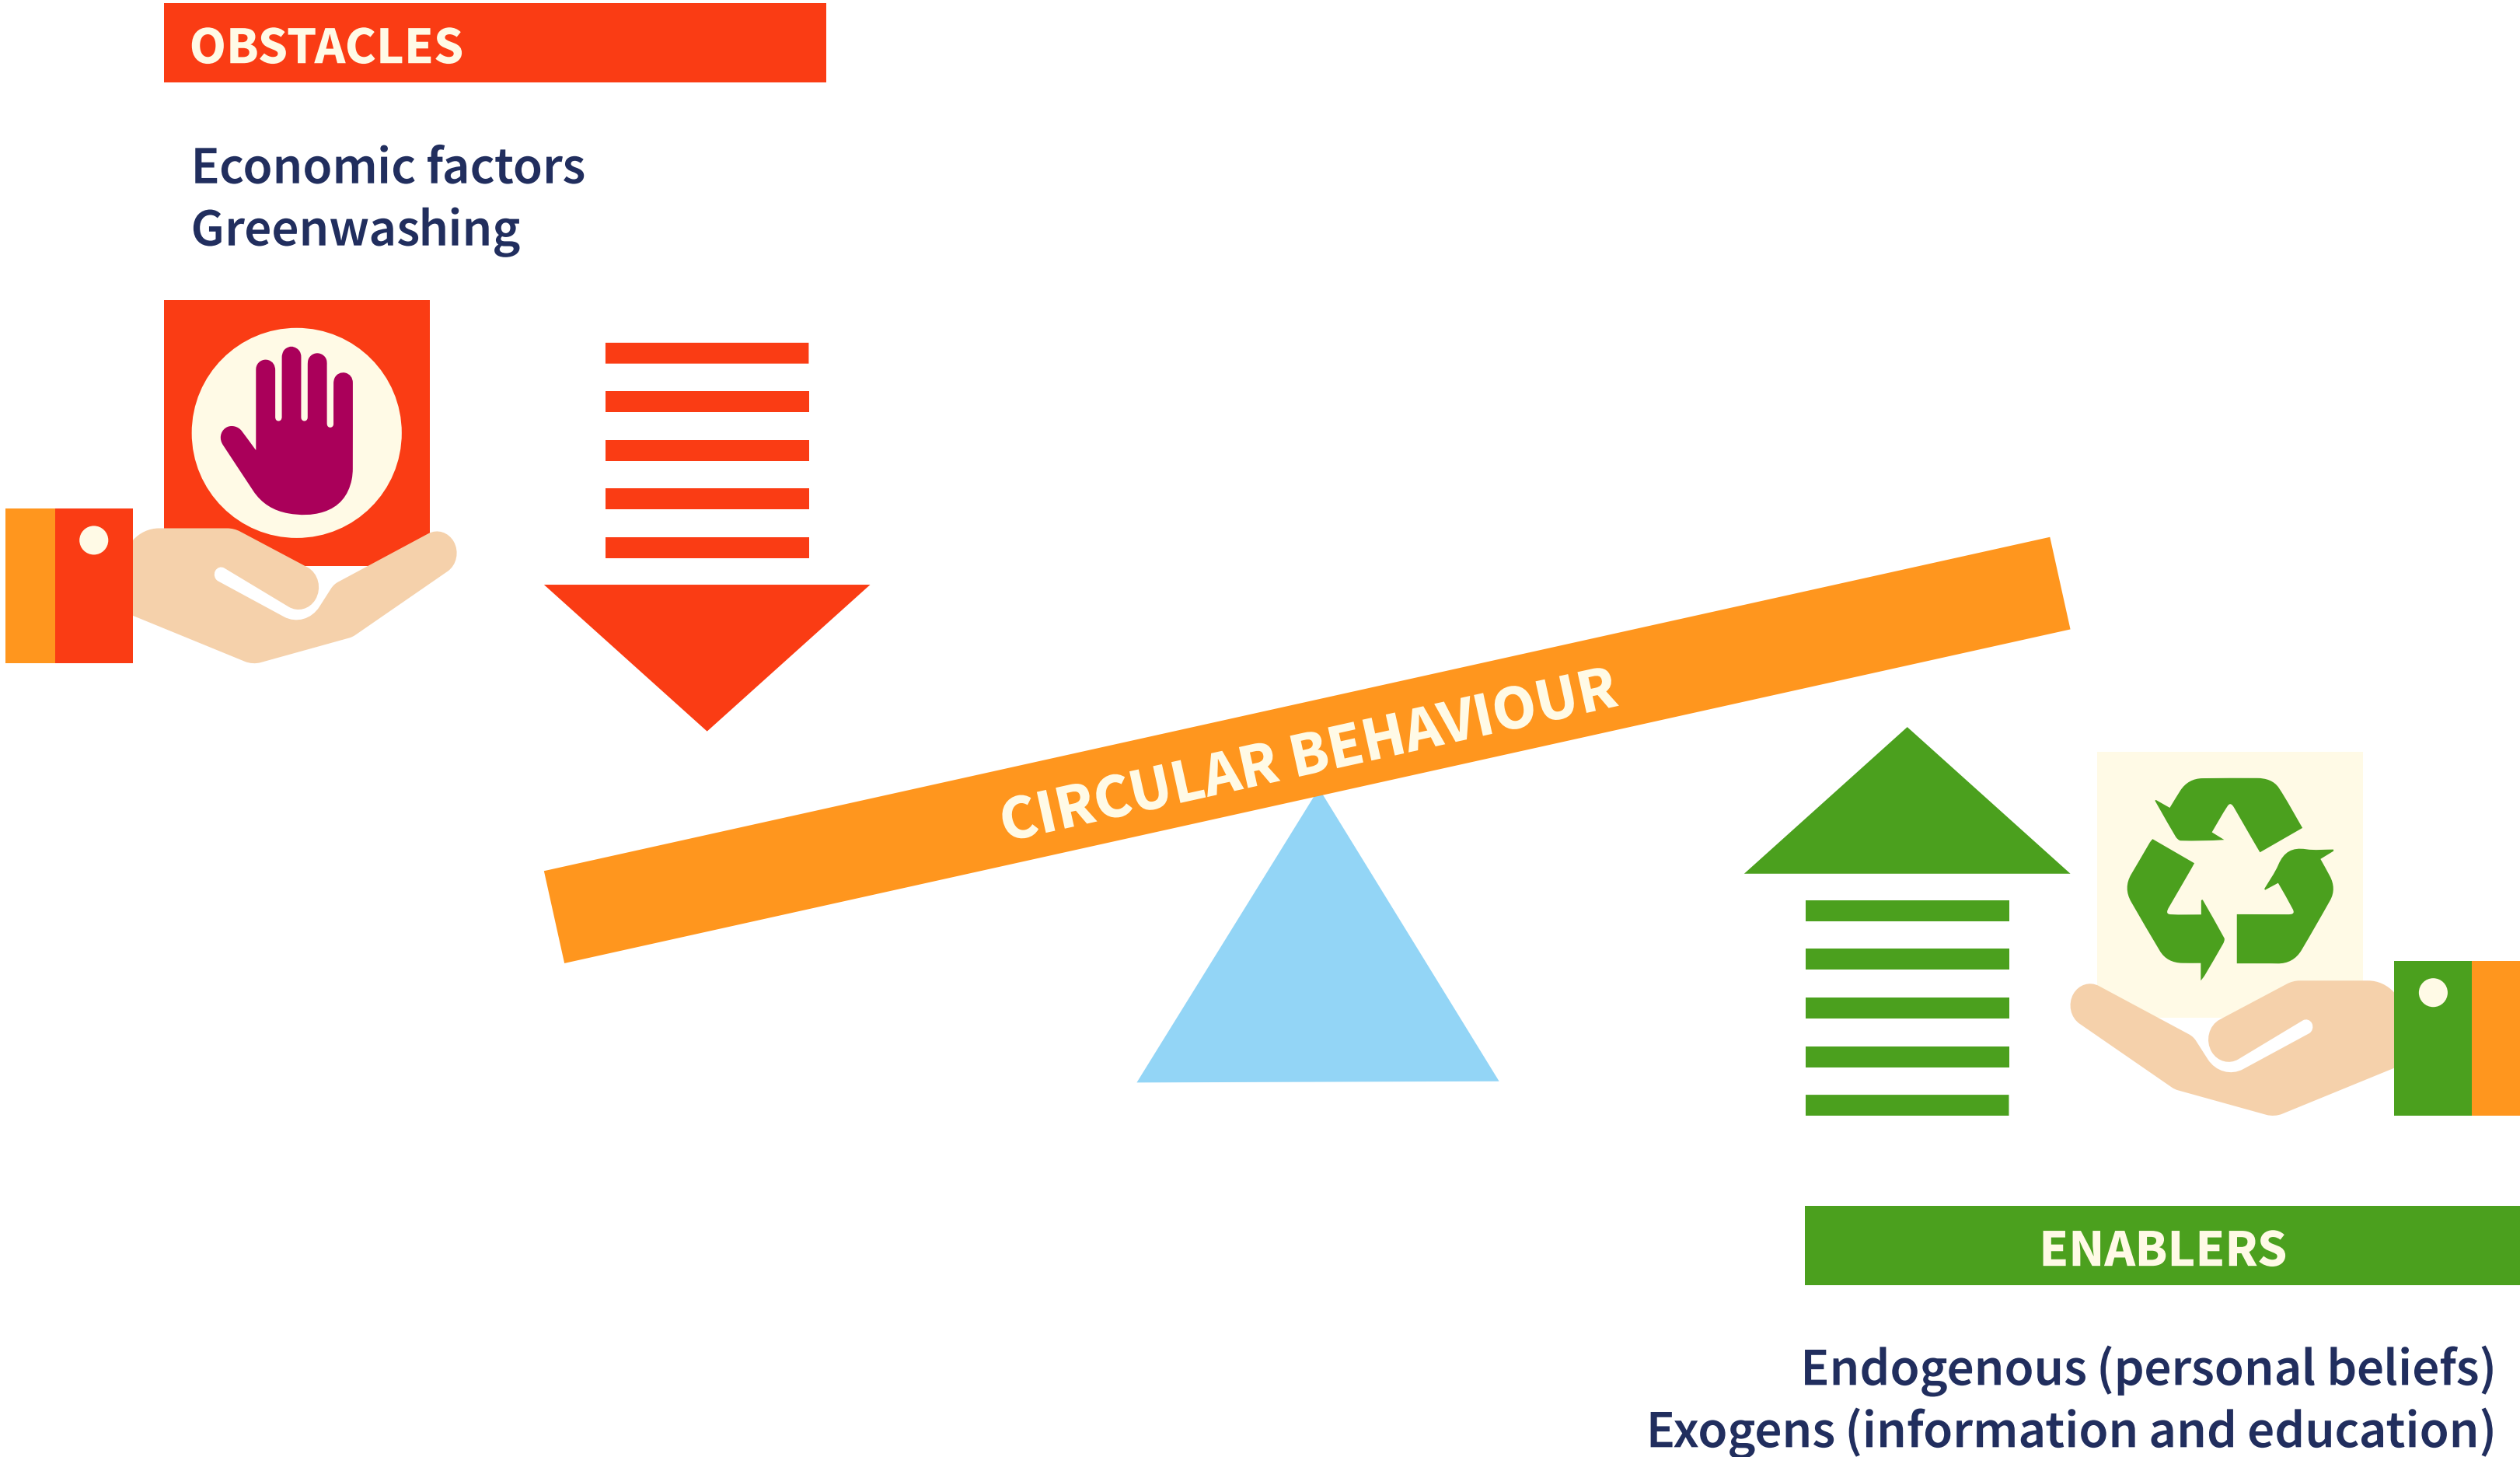 OBSTACLES
Economic factors
Greenwashing
CIRCULAR BEHAVIOUR
ENABLERS
Endogenous (personal beliefs)
Exogens (information and education)